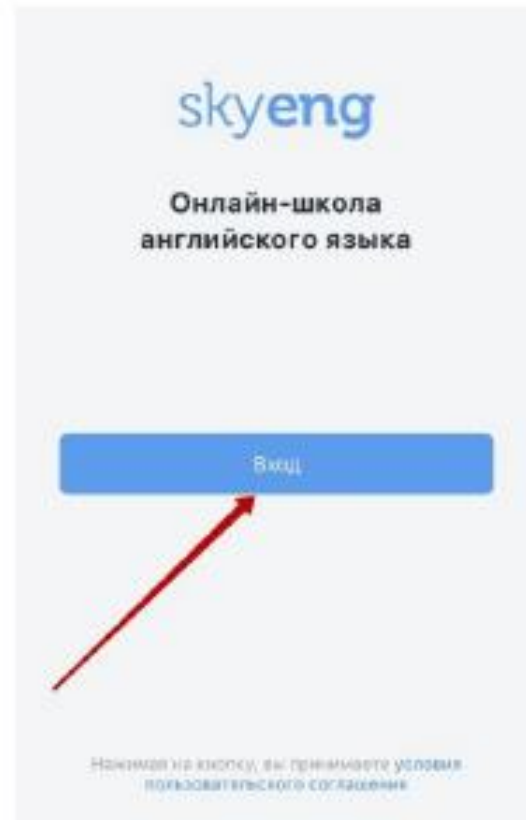 skyeng
Онлайн-школа
английского языка
Вход
Нажимая на кнопку, вы принимаете условия
пользовательского соглашения